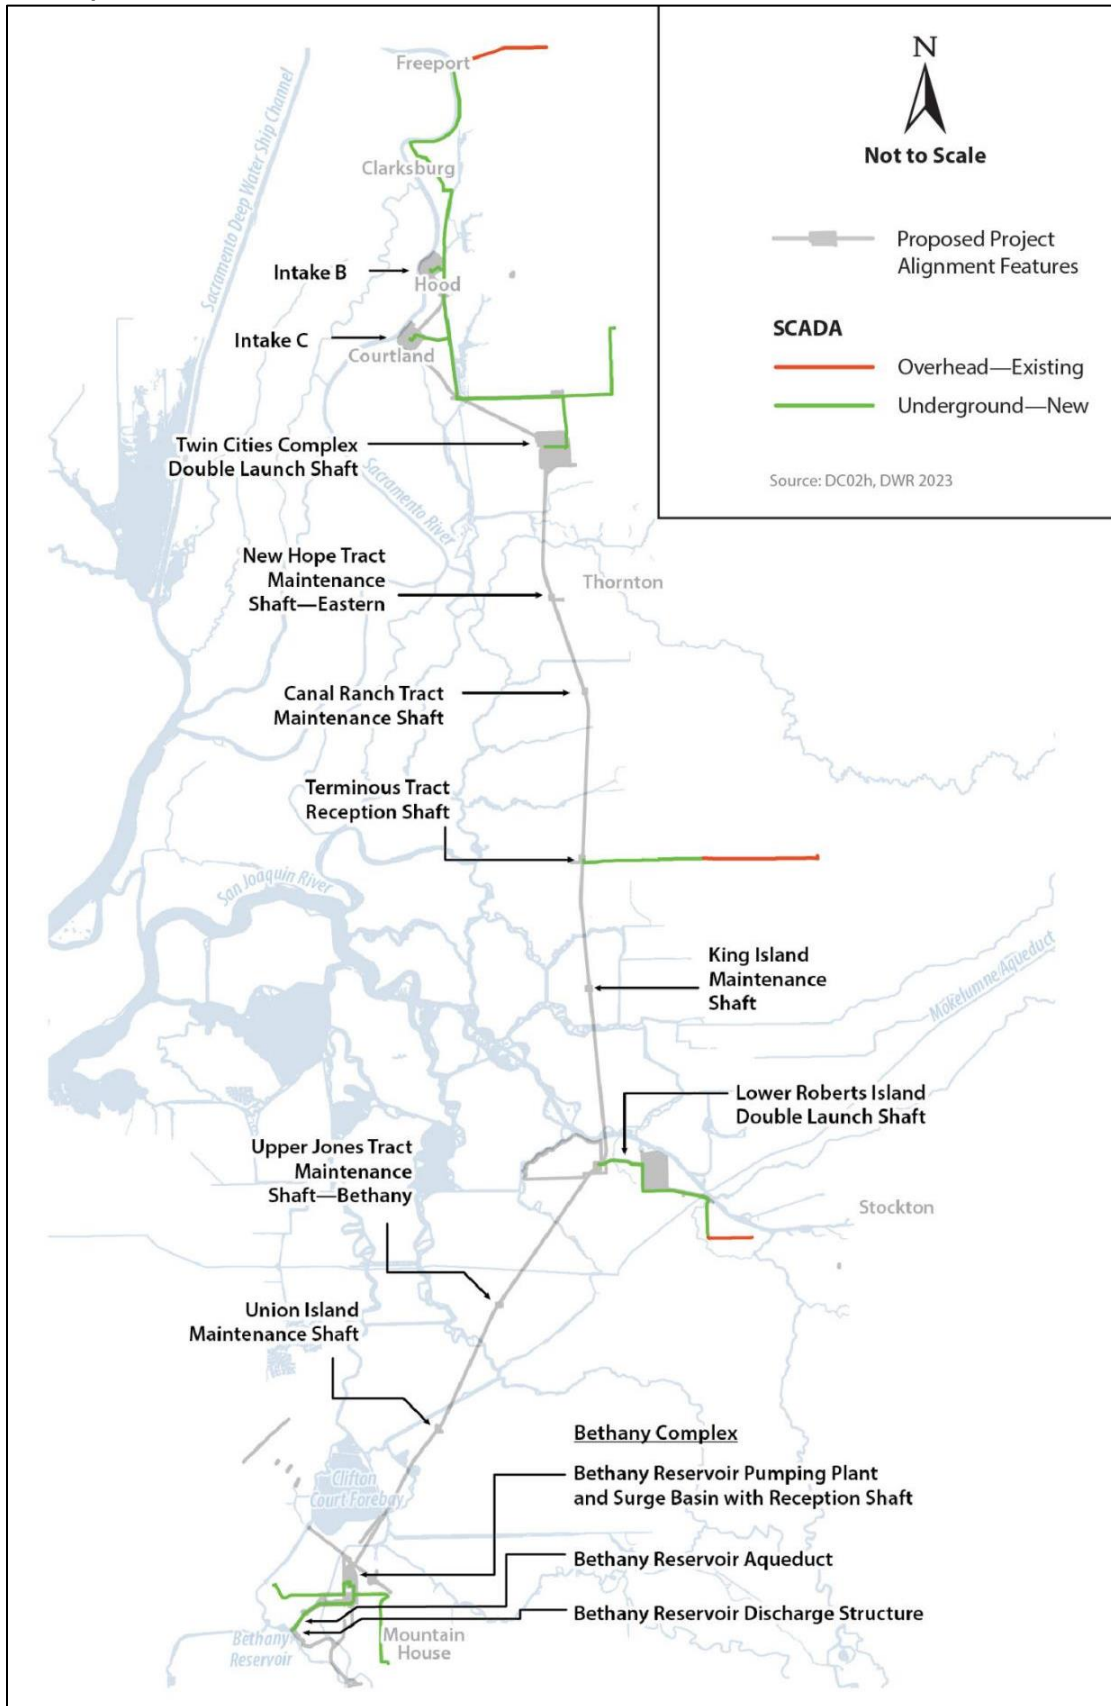 Freeport
N
Not to Scale
Sacramento Deep Water Ship Channel
Clarksburg
Proposed Project
Alignment Features
Intake B
Hood
SCADA
Intake C
Courtland
Overhead—Existing
Underground—New
Twin Cities Complex
Double Launch Shaft
Source: DC02h, DWR 2023
Sacramento River
New Hope Tract
Maintenance
Shaft—Eastern
Thornton
Canal Ranch Tract
Maintenance Shaft
Terminous Tract
Reception Shaft
San Joaquin River
King Island
Maintenance
Shaft
Mokelumne Aqueduct
Lower Roberts Island
Double Launch Shaft
Upper Jones Tract
Maintenance
Shaft—Bethany
Stockton
Union Island
Maintenance Shaft
Bethany Complex
Clifton
Court Forebay
Bethany Reservoir Pumping Plant
and Surge Basin with Reception Shaft
Bethany Reservoir Aqueduct
Bethany Reservoir Discharge Structure
Bethany
Reservoir
Mountain
House